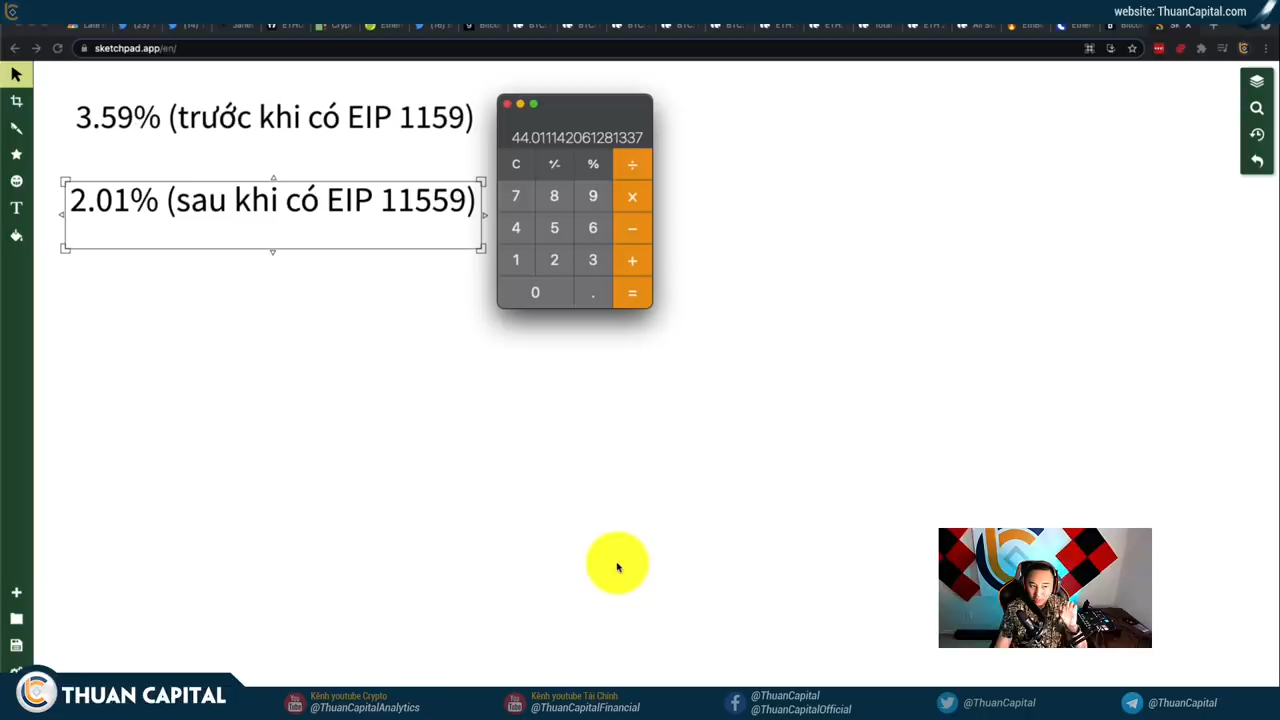 website: ThuanCapital.com
sketchpad.app/en/
3.59% (trước khi có EIP 1159)
2.01% (sau khi có EIP 11559)
44.011142061281337
C +/- % ÷
7 8 9 x
4 5 6 −
1 2 3 +
0 . =
THUAN CAPITAL
Kênh youtube Crypto
@ThuanCapitalAnalytics
Kênh youtube Tài Chính
@ThuanCapitalFinancial
@ThuanCapital
@ThuanCapitalOfficial
@ThuanCapital
@ThuanCapital